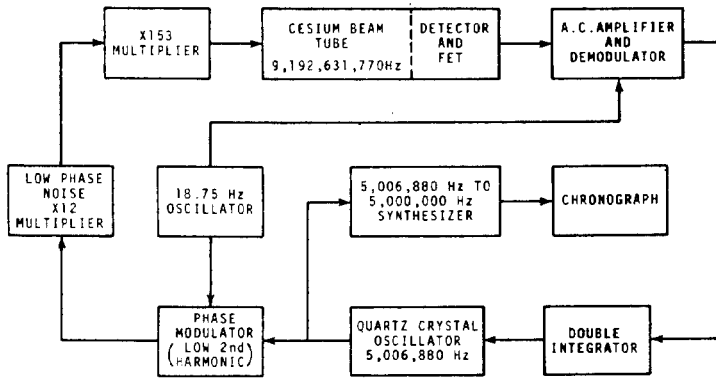 X153
MULTIPLIER
CESIUM BEAM
TUBE
9,192,631,770Hz
DETECTOR
AND
FET
A.C.AMPLIFIER
AND
DEMODULATOR
LOW PHASE
NOISE
X12
MULTIPLIER
18.75 Hz
OSCILLATOR
5,006,880 Hz TO
5,000,000 Hz
SYNTHESIZER
CHRONOGRAPH
PHASE
MODULATOR
(LOW 2nd
HARMONIC)
QUARTZ CRYSTAL
OSCILLATOR
5,006,880 Hz
DOUBLE
INTEGRATOR